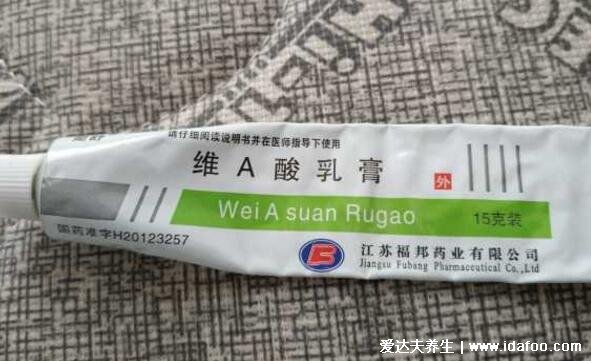 请仔细阅读说明书并在医师指导下使用
维A酸乳膏
外
Wei A suan Rugao
15克装
国药准字H20123257
江苏福邦药业有限公司
Jiangsu Fubang Pharmaceutical Co.,Ltd
爱达夫养生 | www.idafoo.com